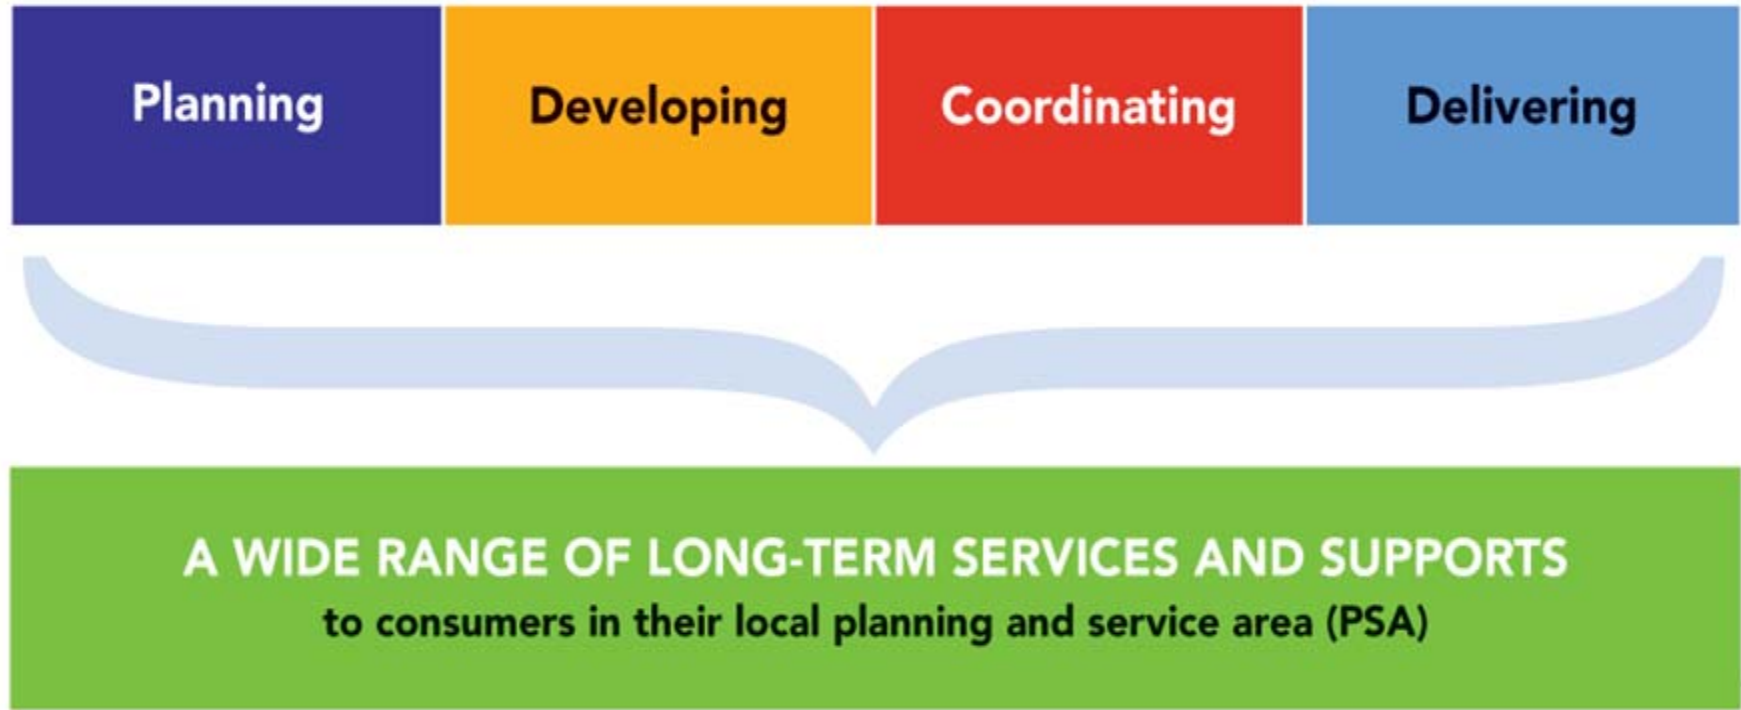 Planning
Developing
Coordinating
Delivering
A WIDE RANGE OF LONG-TERM SERVICES AND SUPPORTS
to consumers in their local planning and service area (PSA)